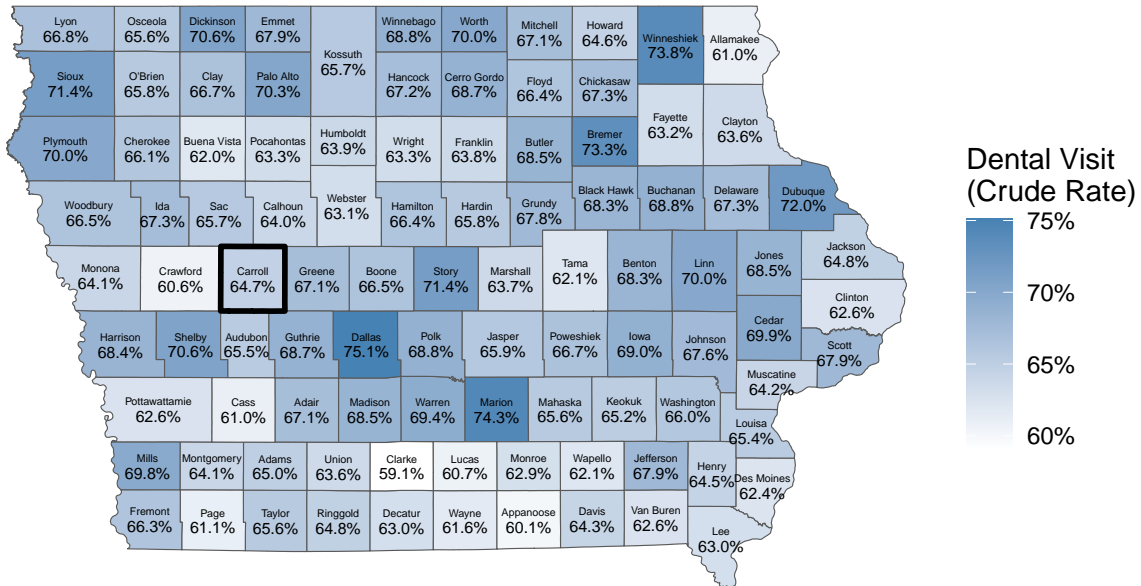 Lyon
66.8%
Osceola
65.6%
Dickinson
70.6%
Emmet
67.9%
Kossuth
65.7%
Winnebago
68.8%
Worth
70.0%
Mitchell
67.1%
Howard
64.6%
Winneshiek
73.8%
Allamakee
61.0%
Sioux
71.4%
O'Brien
65.8%
Clay
66.7%
Palo Alto
70.3%
Hancock
67.2%
Cerro Gordo
68.7%
Floyd
66.4%
Chickasaw
67.3%
Fayette
63.2%
Clayton
63.6%
Plymouth
70.0%
Cherokee
66.1%
Buena Vista
62.0%
Pocahontas
63.3%
Humboldt
63.9%
Wright
63.3%
Franklin
63.8%
Butler
68.5%
Bremer
73.3%
Woodbury
66.5%
Ida
67.3%
Sac
65.7%
Calhoun
64.0%
Webster
63.1%
Hamilton
66.4%
Hardin
65.8%
Grundy
67.8%
Black Hawk
68.3%
Buchanan
68.8%
Delaware
67.3%
Dubuque
72.0%
Monona
64.1%
Crawford
60.6%
Carroll
64.7%
Greene
67.1%
Boone
66.5%
Story
71.4%
Marshall
63.7%
Tama
62.1%
Benton
68.3%
Linn
70.0%
Jones
68.5%
Jackson
64.8%
Clinton
62.6%
Harrison
68.4%
Shelby
70.6%
Audubon
65.5%
Guthrie
68.7%
Dallas
75.1%
Polk
68.8%
Jasper
65.9%
Poweshiek
66.7%
Iowa
69.0%
Johnson
67.6%
Cedar
69.9%
Scott
67.9%
Muscatine
64.2%
Pottawattamie
62.6%
Cass
61.0%
Adair
67.1%
Madison
68.5%
Warren
69.4%
Marion
74.3%
Mahaska
65.6%
Keokuk
65.2%
Washington
66.0%
Louisa
65.4%
Mills
69.8%
Montgomery
64.1%
Adams
65.0%
Union
63.6%
Clarke
59.1%
Lucas
60.7%
Monroe
62.9%
Wapello
62.1%
Jefferson
67.9%
Henry
64.5%
Des Moines
62.4%
Fremont
66.3%
Page
61.1%
Taylor
65.6%
Ringgold
64.8%
Decatur
63.0%
Wayne
61.6%
Appanoose
60.1%
Davis
64.3%
Van Buren
62.6%
Lee
63.0%
Dental Visit
(Crude Rate)
75%
70%
65%
60%